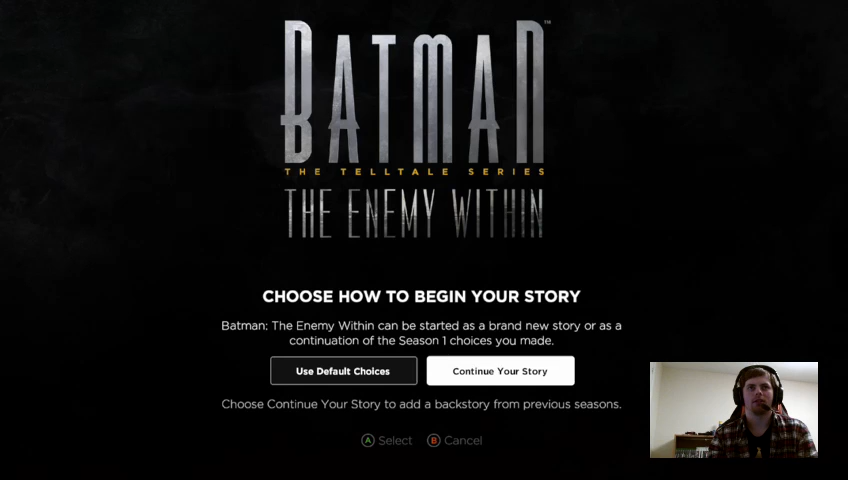 BATMAN™
THE TELLTALE SERIES
THE ENEMY WITHIN
CHOOSE HOW TO BEGIN YOUR STORY
Batman: The Enemy Within can be started as a brand new story or as a
continuation of the Season 1 choices you made.
Use Default Choices Continue Your Story
Choose Continue Your Story to add a backstory from previous seasons.
A Select B Cancel